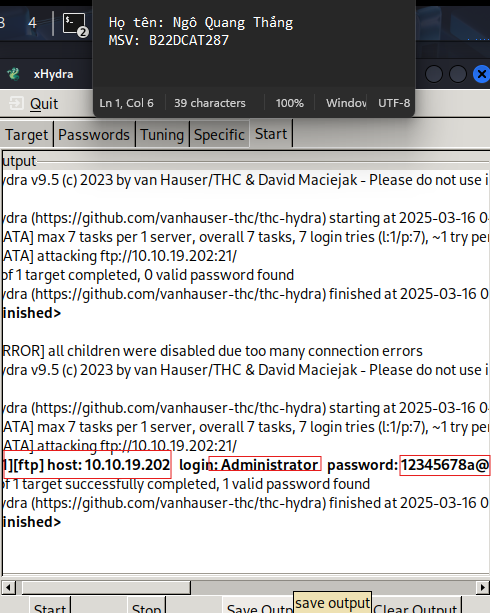 3 4 2
Họ tên: Ngô Quang Thắng
MSV: B22DCAT287
Ln 1, Col 6 39 characters 100% Window UTF-8
xHydra
Quit
Target Passwords Tuning Specific Start
utput
ydra v9.5 (c) 2023 by van Hauser/THC & David Maciejak - Please do not use i
ydra (https://github.com/vanhauser-thc/thc-hydra) starting at 2025-03-16 0
ATA] max 7 tasks per 1 server, overall 7 tasks, 7 login tries (l:1/p:7), ~1 try per
ATA] attacking ftp://10.10.19.202:21/
of 1 target completed, 0 valid password found
ydra (https://github.com/vanhauser-thc/thc-hydra) finished at 2025-03-16 0
inished>
RROR] all children were disabled due too many connection errors
ydra v9.5 (c) 2023 by van Hauser/THC & David Maciejak - Please do not use i
ydra (https://github.com/vanhauser-thc/thc-hydra) starting at 2025-03-16 0
ATA] max 7 tasks per 1 server, overall 7 tasks, 7 login tries (l:1/p:7), ~1 try per
ATA] attacking ftp://10.10.19.202:21/
1][ftp] host: 10.10.19.202 login: Administrator password: 12345678a@
of 1 target successfully completed, 1 valid password found
ydra (https://github.com/vanhauser-thc/thc-hydra) finished at 2025-03-16 0
inished>
Start Stop Save Outp Clear Output
save output